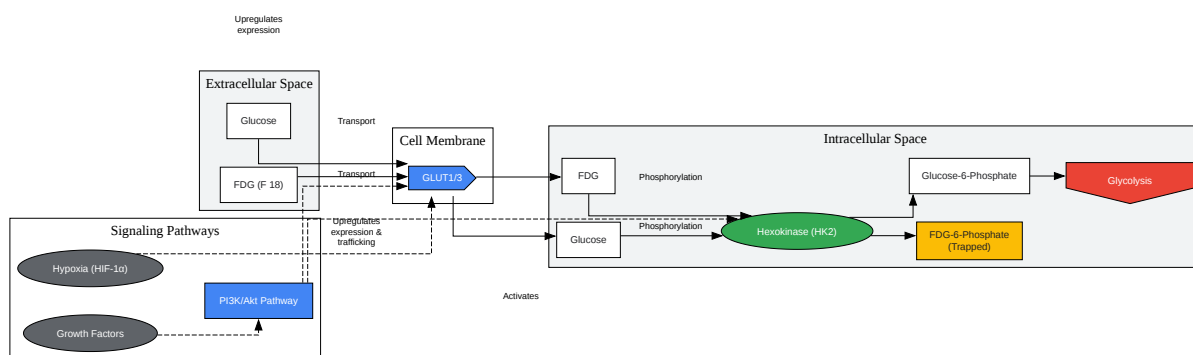 Upregulates
expression
Extracellular Space
Glucose
Transport
FDG (F 18)
Transport
Cell Membrane
GLUT1/3
Intracellular Space
FDG
Phosphorylation
Glucose-6-Phosphate
Glycolysis
Glucose
Phosphorylation
Hexokinase (HK2)
FDG-6-Phosphate
(Trapped)
Signaling Pathways
Upregulates
expression &
trafficking
Hypoxia (HIF-1α)
PI3K/Akt Pathway
Activates
Growth Factors